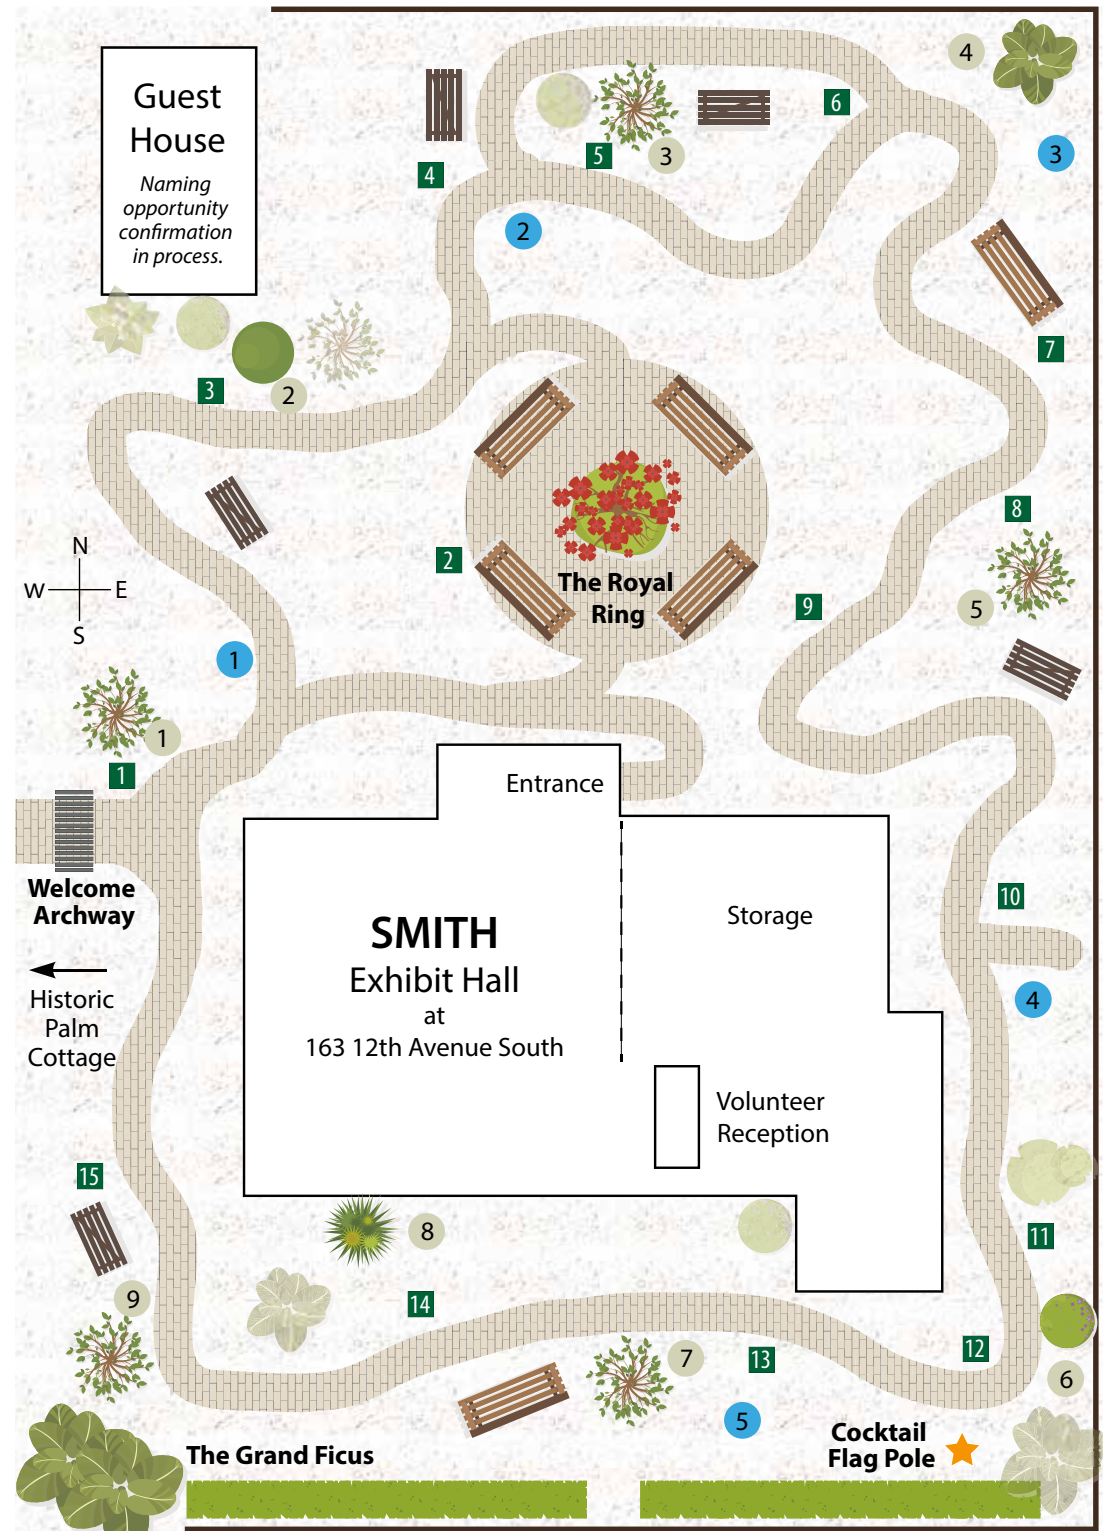 Guest
House
Naming
opportunity
confirmation
in process.
4
5
3
6
4
3
2
7
3
2
8
N
W E
S
2
The Royal
Ring
9
5
1
1
1
Entrance
Welcome
Archway
SMITH
Exhibit Hall
at
163 12th Avenue South
Storage
10
4
Historic
Palm
Cottage
Volunteer
Reception
15
8
11
9
14
7
13
12
6
5
The Grand Ficus
Cocktail
Flag Pole